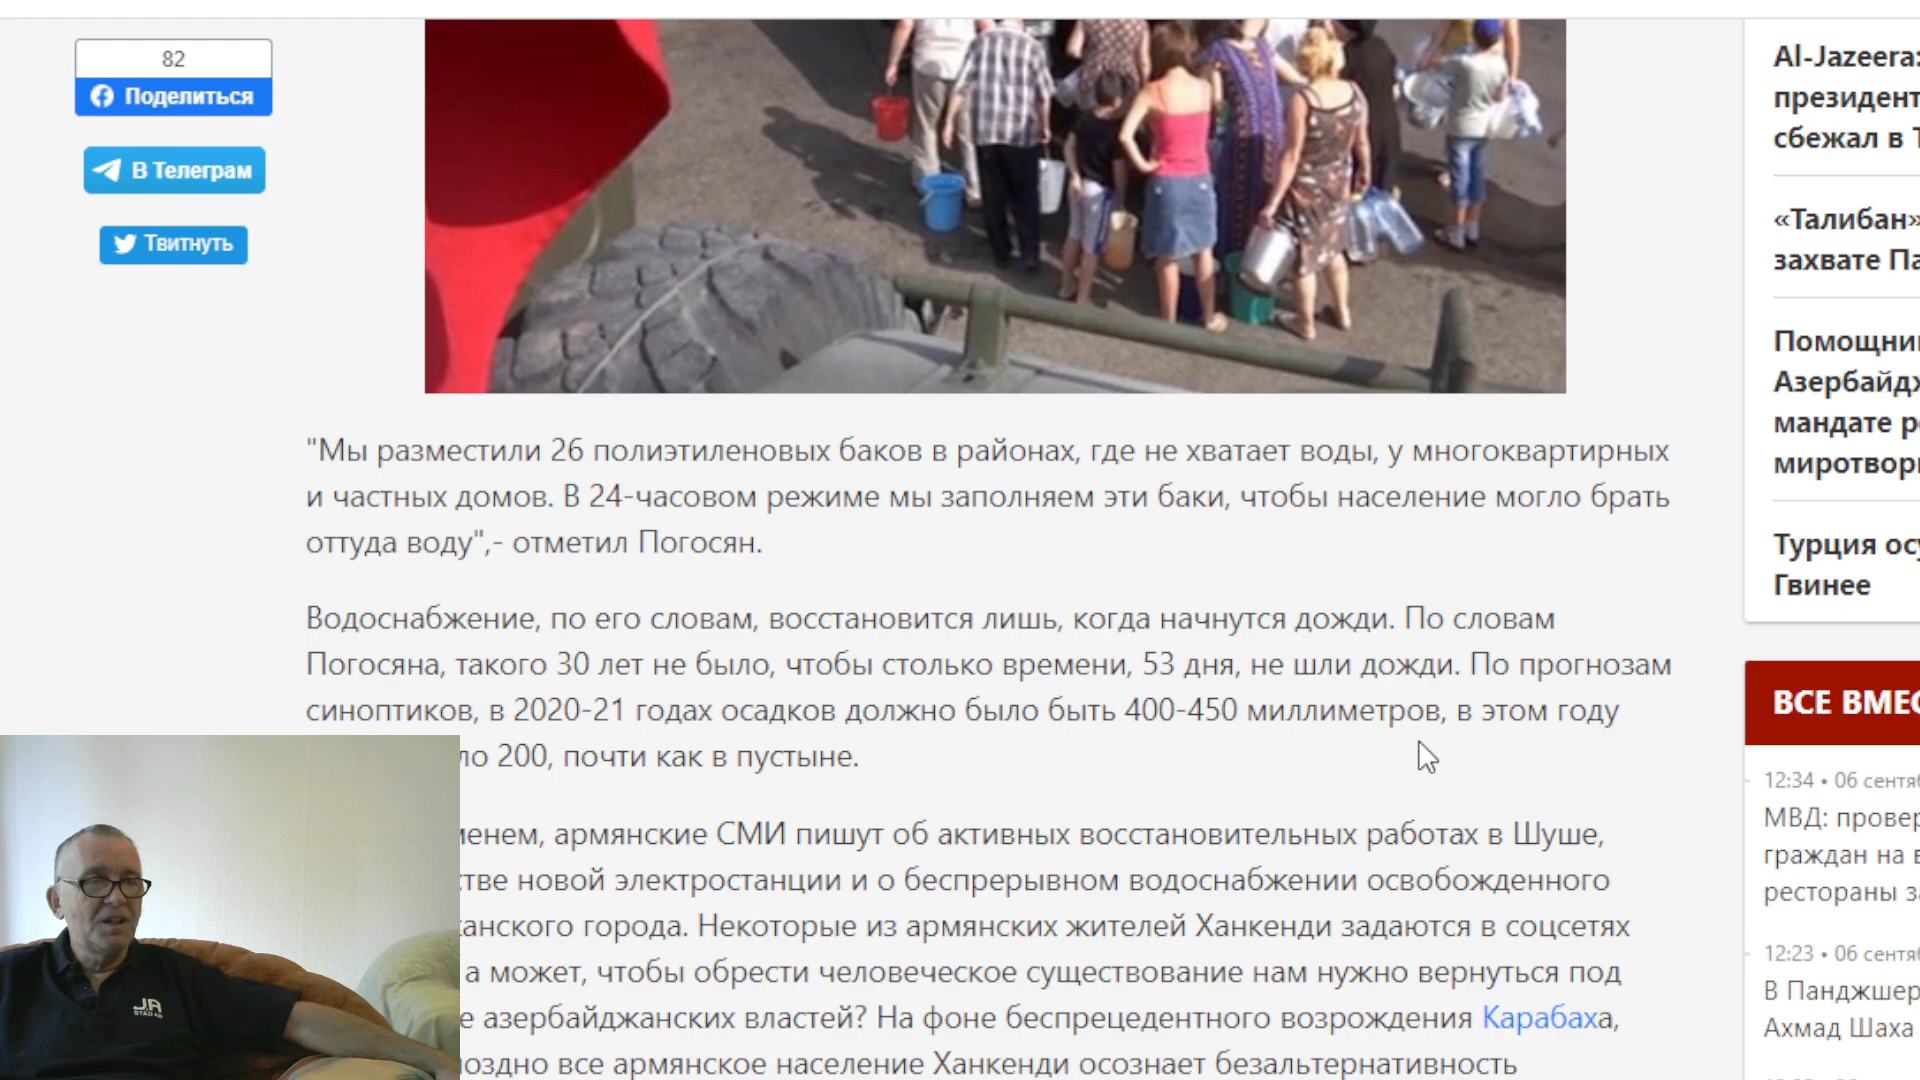 82
Поделиться
В Телеграм
Твитнуть
"Мы разместили 26 полиэтиленовых баков в районах, где не хватает воды, у многоквартирных
и частных домов. В 24-часовом режиме мы заполняем эти баки, чтобы население могло брать
оттуда воду",- отметил Погосян.
Водоснабжение, по его словам, восстановится лишь, когда начнутся дожди. По словам
Погосяна, такого 30 лет не было, чтобы столько времени, 53 дня, не шли дожди. По прогнозам
синоптиков, в 2020-21 годах осадков должно было быть 400-450 миллиметров, в этом году
ло 200, почти как в пустыне.
менем, армянские СМИ пишут об активных восстановительных работах в Шуше,
стве новой электростанции и о беспрерывном водоснабжении освобожденного
анского города. Некоторые из армянских жителей Ханкенди задаются в соцсетях
а может, чтобы обрести человеческое существование нам нужно вернуться под
е азербайджанских властей? На фоне беспрецедентного возрождения Карабаха,
оздно все армянское население Ханкенди осознает безальтернативность
J.A
Al-Jazeera:
президент
сбежал в Т
«Талибан»
захвате Па
Помощни
Азербайдж
мандате р
миротвор
Турция ос
Гвинее
ВСЕ ВМЕС
12:34 • 06 сентя
МВД: провер
граждан на в
рестораны з
12:23 • 06 сентя
В Панджшер
Ахмад Шаха